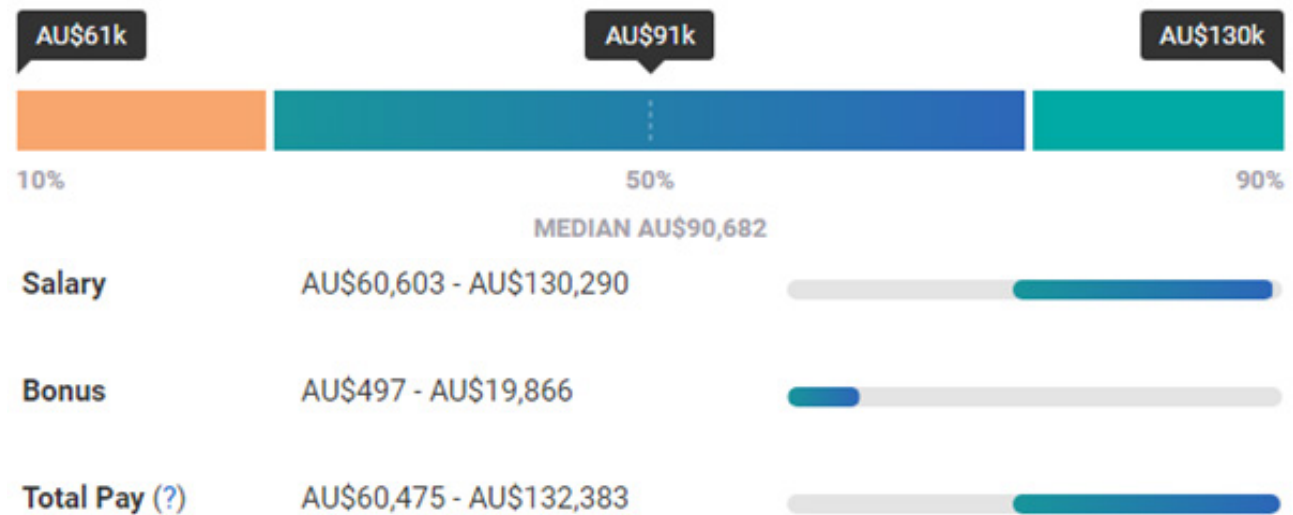 AU$61k AU$91k AU$130k
10% 50% 90%
MEDIAN AU$90,682
Salary AU$60,603 - AU$130,290
Bonus AU$497 - AU$19,866
Total Pay (?) AU$60,475 - AU$132,383